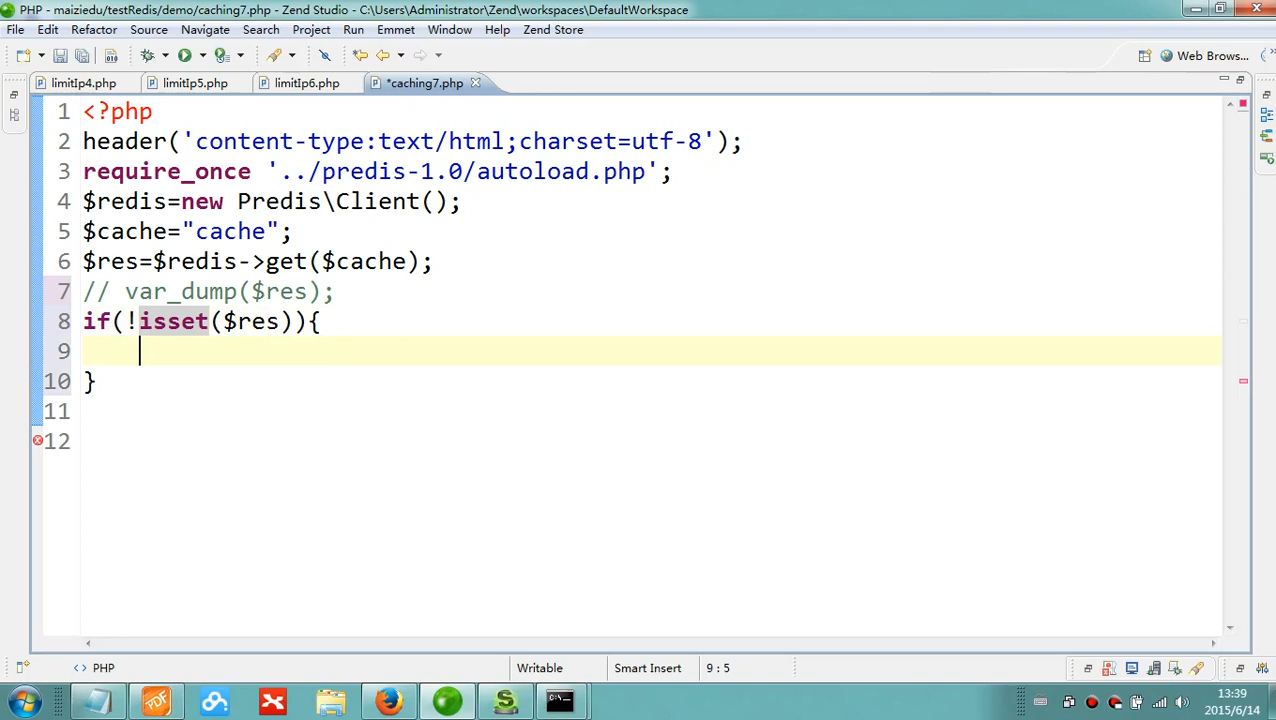 PHP - maiziedu/testRedis/demo/caching7.php - Zend Studio - C:\Users\Administrator\Zend\workspaces\DefaultWorkspace
File Edit Refactor Source Navigate Search Project Run Emmet Window Help Zend Store
Web Brows...
limitIp4.php limitIp5.php limitIp6.php *caching7.php
1 <?php
2 header('content-type:text/html;charset=utf-8');
3 require_once '../predis-1.0/autoload.php';
4 $redis=new Predis\Client();
5 $cache="cache";
6 $res=$redis->get($cache);
7 // var_dump($res);
8 if(!isset($res)){
9
10 }
11
12
<> PHP Writable Smart Insert 9 : 5
PDF
S
C:\
13:39
2015/6/14